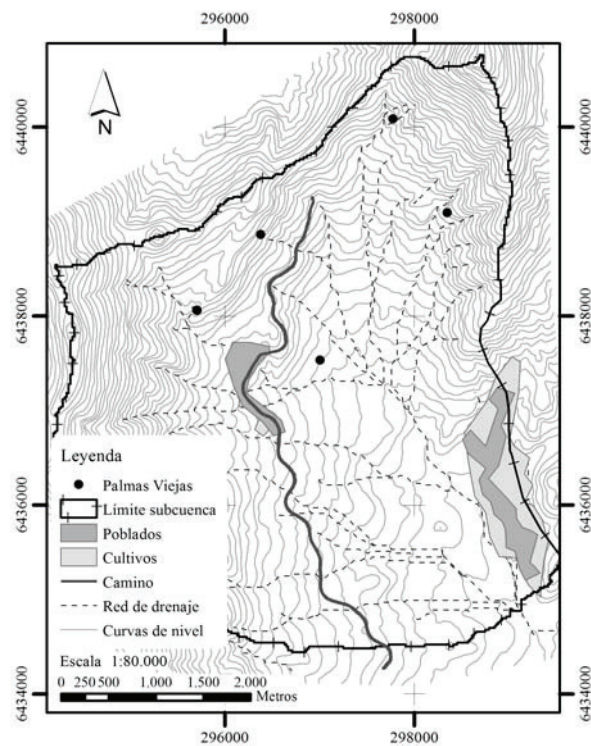 296000 298000
6440000 6440000
N
6438000 6438000
6436000 6436000
6434000 6434000
Leyenda
Palmas Viejas
Límite subcuenca
Poblados
Cultivos
Camino
Red de drenaje
Curvas de nivel
Escala 1:80.000
0 250 500 1.000 1.500 2.000
Metros
296000 298000